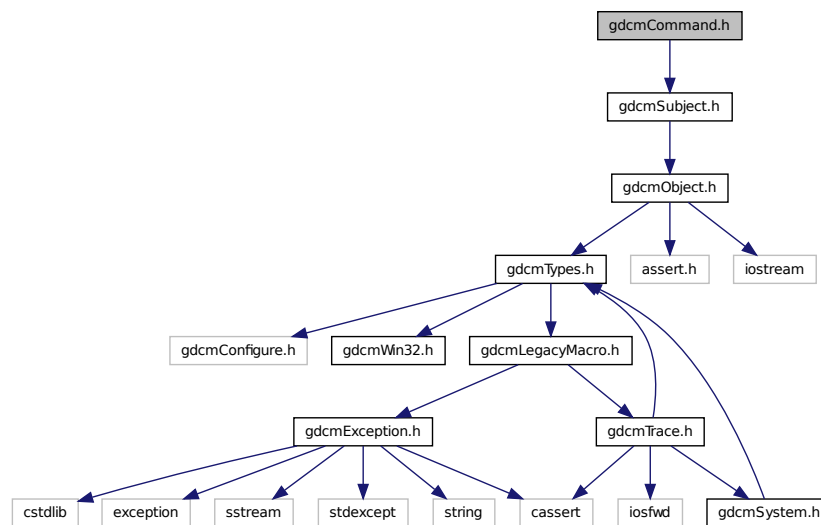 gdcmCommand.h
gdcmSubject.h
gdcmObject.h
gdcmTypes.h
assert.h
iostream
gdcmConfigure.h
gdcmWin32.h
gdcmLegacyMacro.h
gdcmException.h
gdcmTrace.h
cstdlib
exception
sstream
stdexcept
string
cassert
iosfwd
gdcmSystem.h